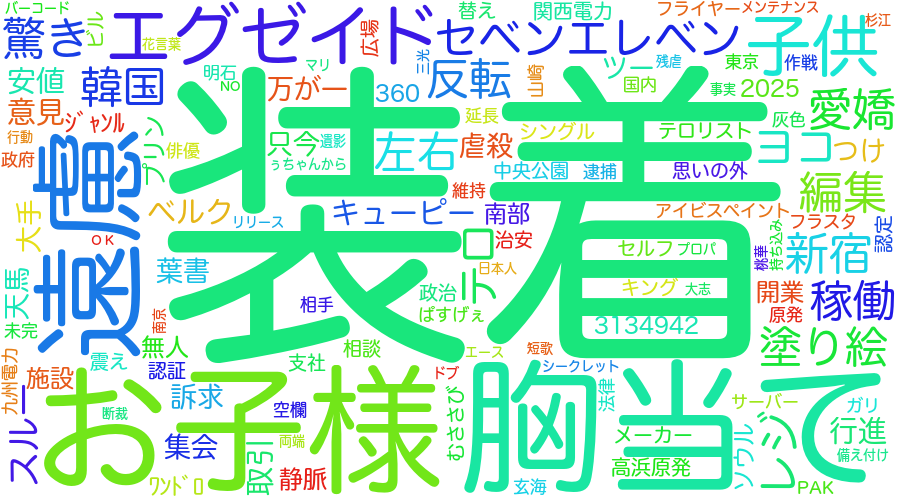 バーコード
驚き
ビル
花言葉
エグゼイド
広場
替え
関西電力
フライヤー
メンテナンス
杉江
セブンエレブン
子供
安値
韓国
明石
NO
マリ
万が一
三光
360
反転
山崎
ツー
残虐
国内
東京
作戦
事実
2025
愛嬌
意見
ジャンル
行動
政府
プリン
俳優
只今
還影
ぅちゃんから
左右
虐殺
延長
シングル
テロリスト
灰色
ヨコ
つけ
中央公園
逮捕
思いの外
維持
遠慮
装着
大手
ベルク
リリース
キューピー
南部
編集
アイビスペイント
フラスタ
OK
テロ
治安
セルフ
プロパ
桃華
持ち込み
新宿
認定
天馬
葉書
日本人
政治
キング
大志
開業
稼働
相手
ぱすげぇ
3134942
原発
未完
南京
無人
相談
塗り絵
震え
支社
エース
短歌
九州電力
施設
認証
ドブ
シークレット
スルー
お子様
胸当て
訴求
空欄
法律
サーバー
ガリ
断裁
むささび
メーカー
ソウル
レジ
行進
集会
取引
両端
高浜原発
備え付け
ワンドロ
静脈
玄海
PAK